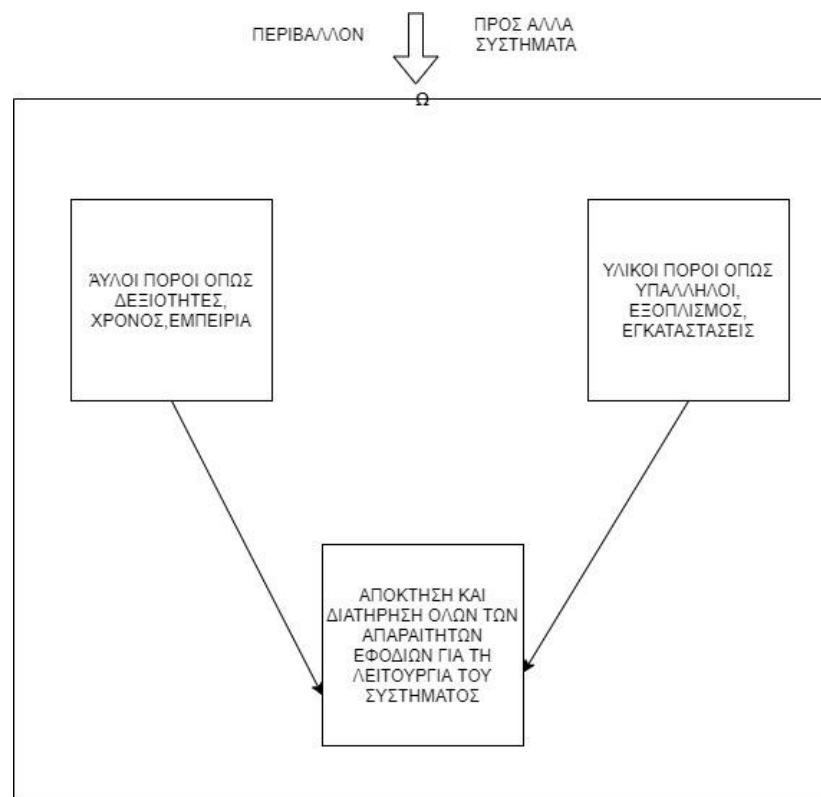 ΠΕΡΙΒΑΛΛΟΝ
ΠΡΟΣ ΑΛΛΑ
ΣΥΣΤΗΜΑΤΑ
Ω
ΆΥΛΟΙ ΠΟΡΟΙ ΟΠΩΣ
ΔΕΞΙΟΤΗΤΕΣ,
ΧΡΟΝΟΣ,ΕΜΠΕΙΡΙΑ
ΥΛΙΚΟΙ ΠΟΡΟΙ ΟΠΩΣ
ΥΠΑΛΛΗΛΟΙ,
ΕΞΟΠΛΙΣΜΟΣ,
ΕΓΚΑΤΑΣΤΑΣΕΙΣ
ΑΠΟΚΤΗΣΗ ΚΑΙ
ΔΙΑΤΗΡΗΣΗ ΟΛΩΝ ΤΩΝ
ΑΠΑΡΑΙΤΗΤΩΝ
ΕΦΟΔΙΩΝ ΓΙΑ ΤΗ
ΛΕΙΤΟΥΡΓΙΑ ΤΟΥ
ΣΥΣΤΗΜΑΤΟΣ